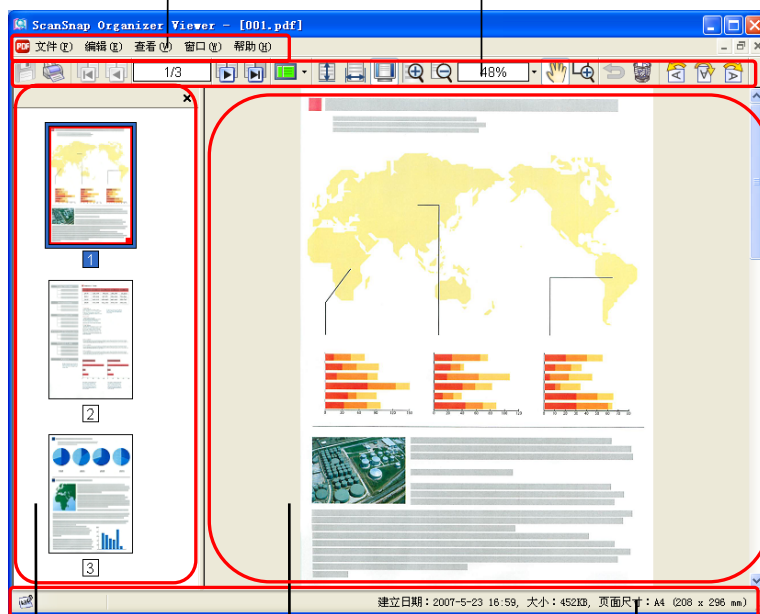 ScanSnap Organizer Viewer - [001.pdf]
PDF 文件(F) 编辑(E) 查看(V) 窗口(W) 帮助(H)
1/3 48%
1
2
3
建立日期：2007-5-23 16:59, 大小：452KB, 页面尺寸：A4 (208 x 296 mm)